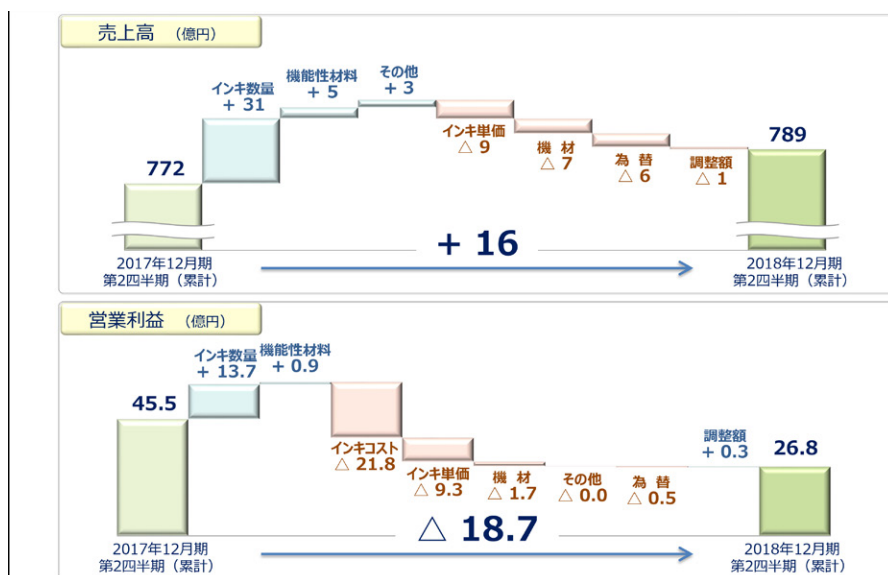 売上高 （億円）
772
インキ数量
+ 31
機能性材料
+ 5
その他
+ 3
インキ単価
△ 9
機 材
△ 7
為 替
△ 6
調整額
△ 1
789
+ 16
2017年12月期
第2四半期（累計）
2018年12月期
第2四半期（累計）
営業利益 （億円）
45.5
インキ数量
+ 13.7
機能性材料
+ 0.9
インキコスト
△ 21.8
インキ単価
△ 9.3
機 材
△ 1.7
その他
△ 0.0
為 替
△ 0.5
調整額
+ 0.3
26.8
△ 18.7
2017年12月期
第2四半期（累計）
2018年12月期
第2四半期（累計）